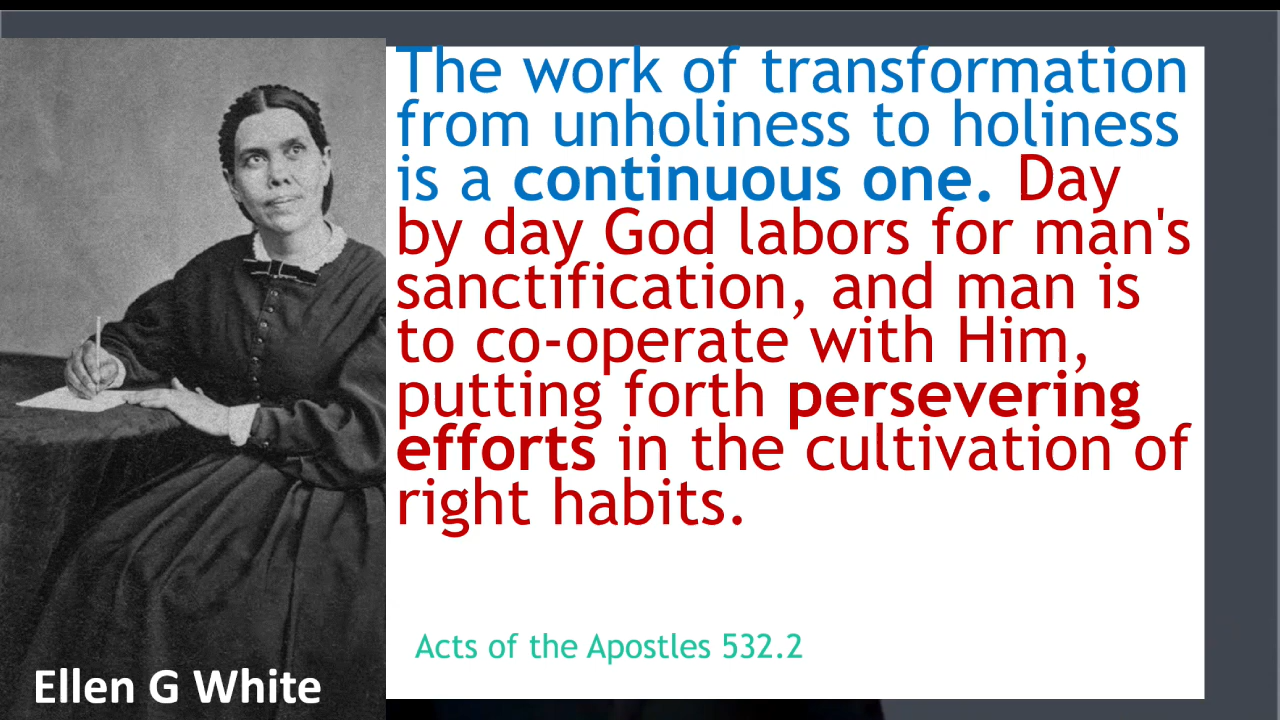 The work of transformation
from unholiness to holiness
is a continuous one. Day
by day God labors for man's
sanctification, and man is
to co-operate with Him,
putting forth persevering
efforts in the cultivation of
right habits.
Acts of the Apostles 532.2
Ellen G White